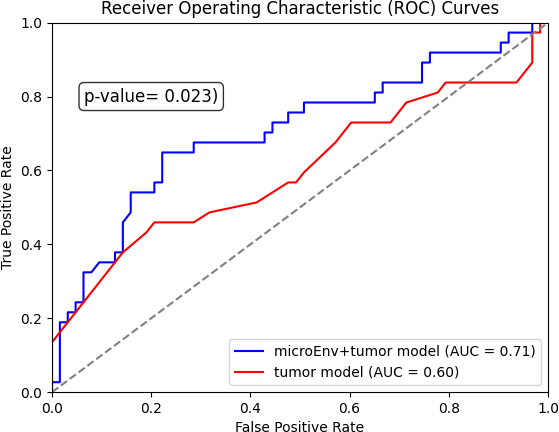 Receiver Operating Characteristic (ROC) Curves
1.0
0.8
0.6
0.4
0.2
0.0
True Positive Rate
p-value= 0.023)
microEnv+tumor model (AUC = 0.71)
tumor model (AUC = 0.60)
0.0 0.2 0.4 0.6 0.8 1.0
False Positive Rate